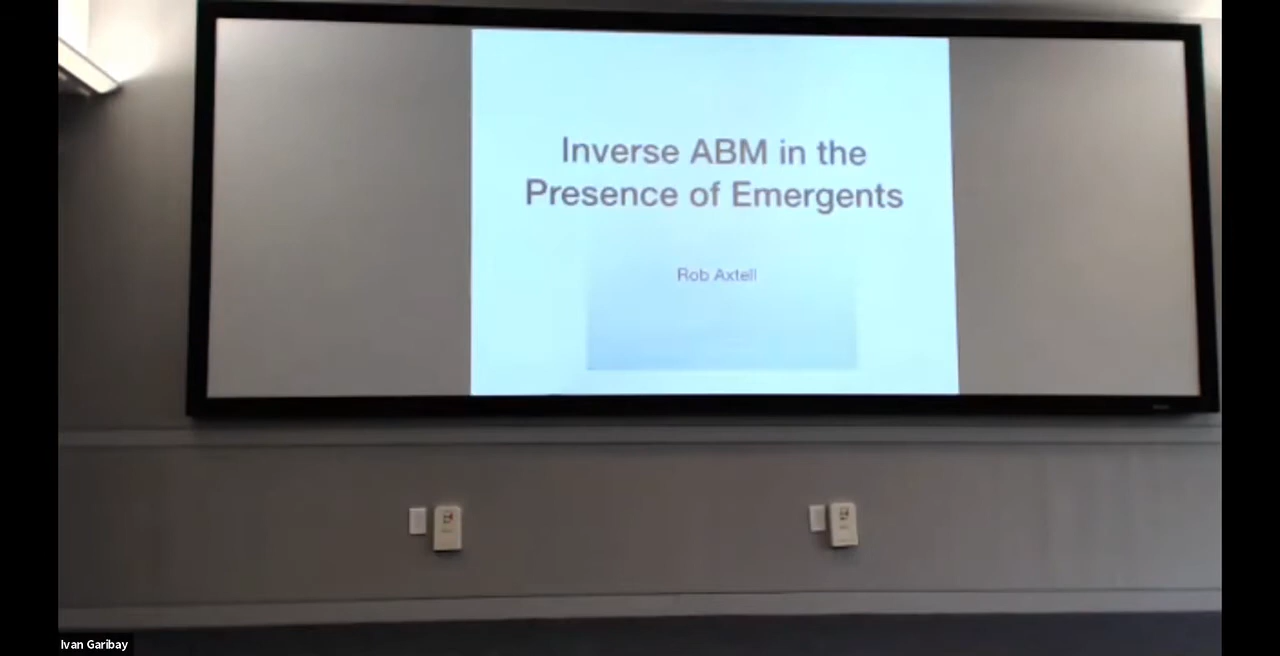 Inverse ABM in the
Presence of Emergents
Rob Axtell
Ivan Garibay